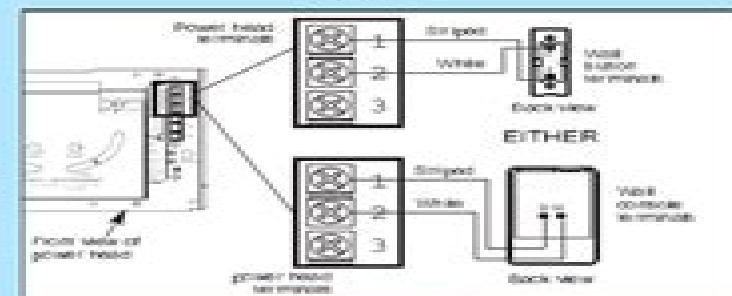 Power head
terminals
1
2
3
Striped
White
Wall
button
terminals
Back view
EITHER
1
2
3
Striped
White
Wall
console
terminals
Back view
Front view of
power head
power head
terminals